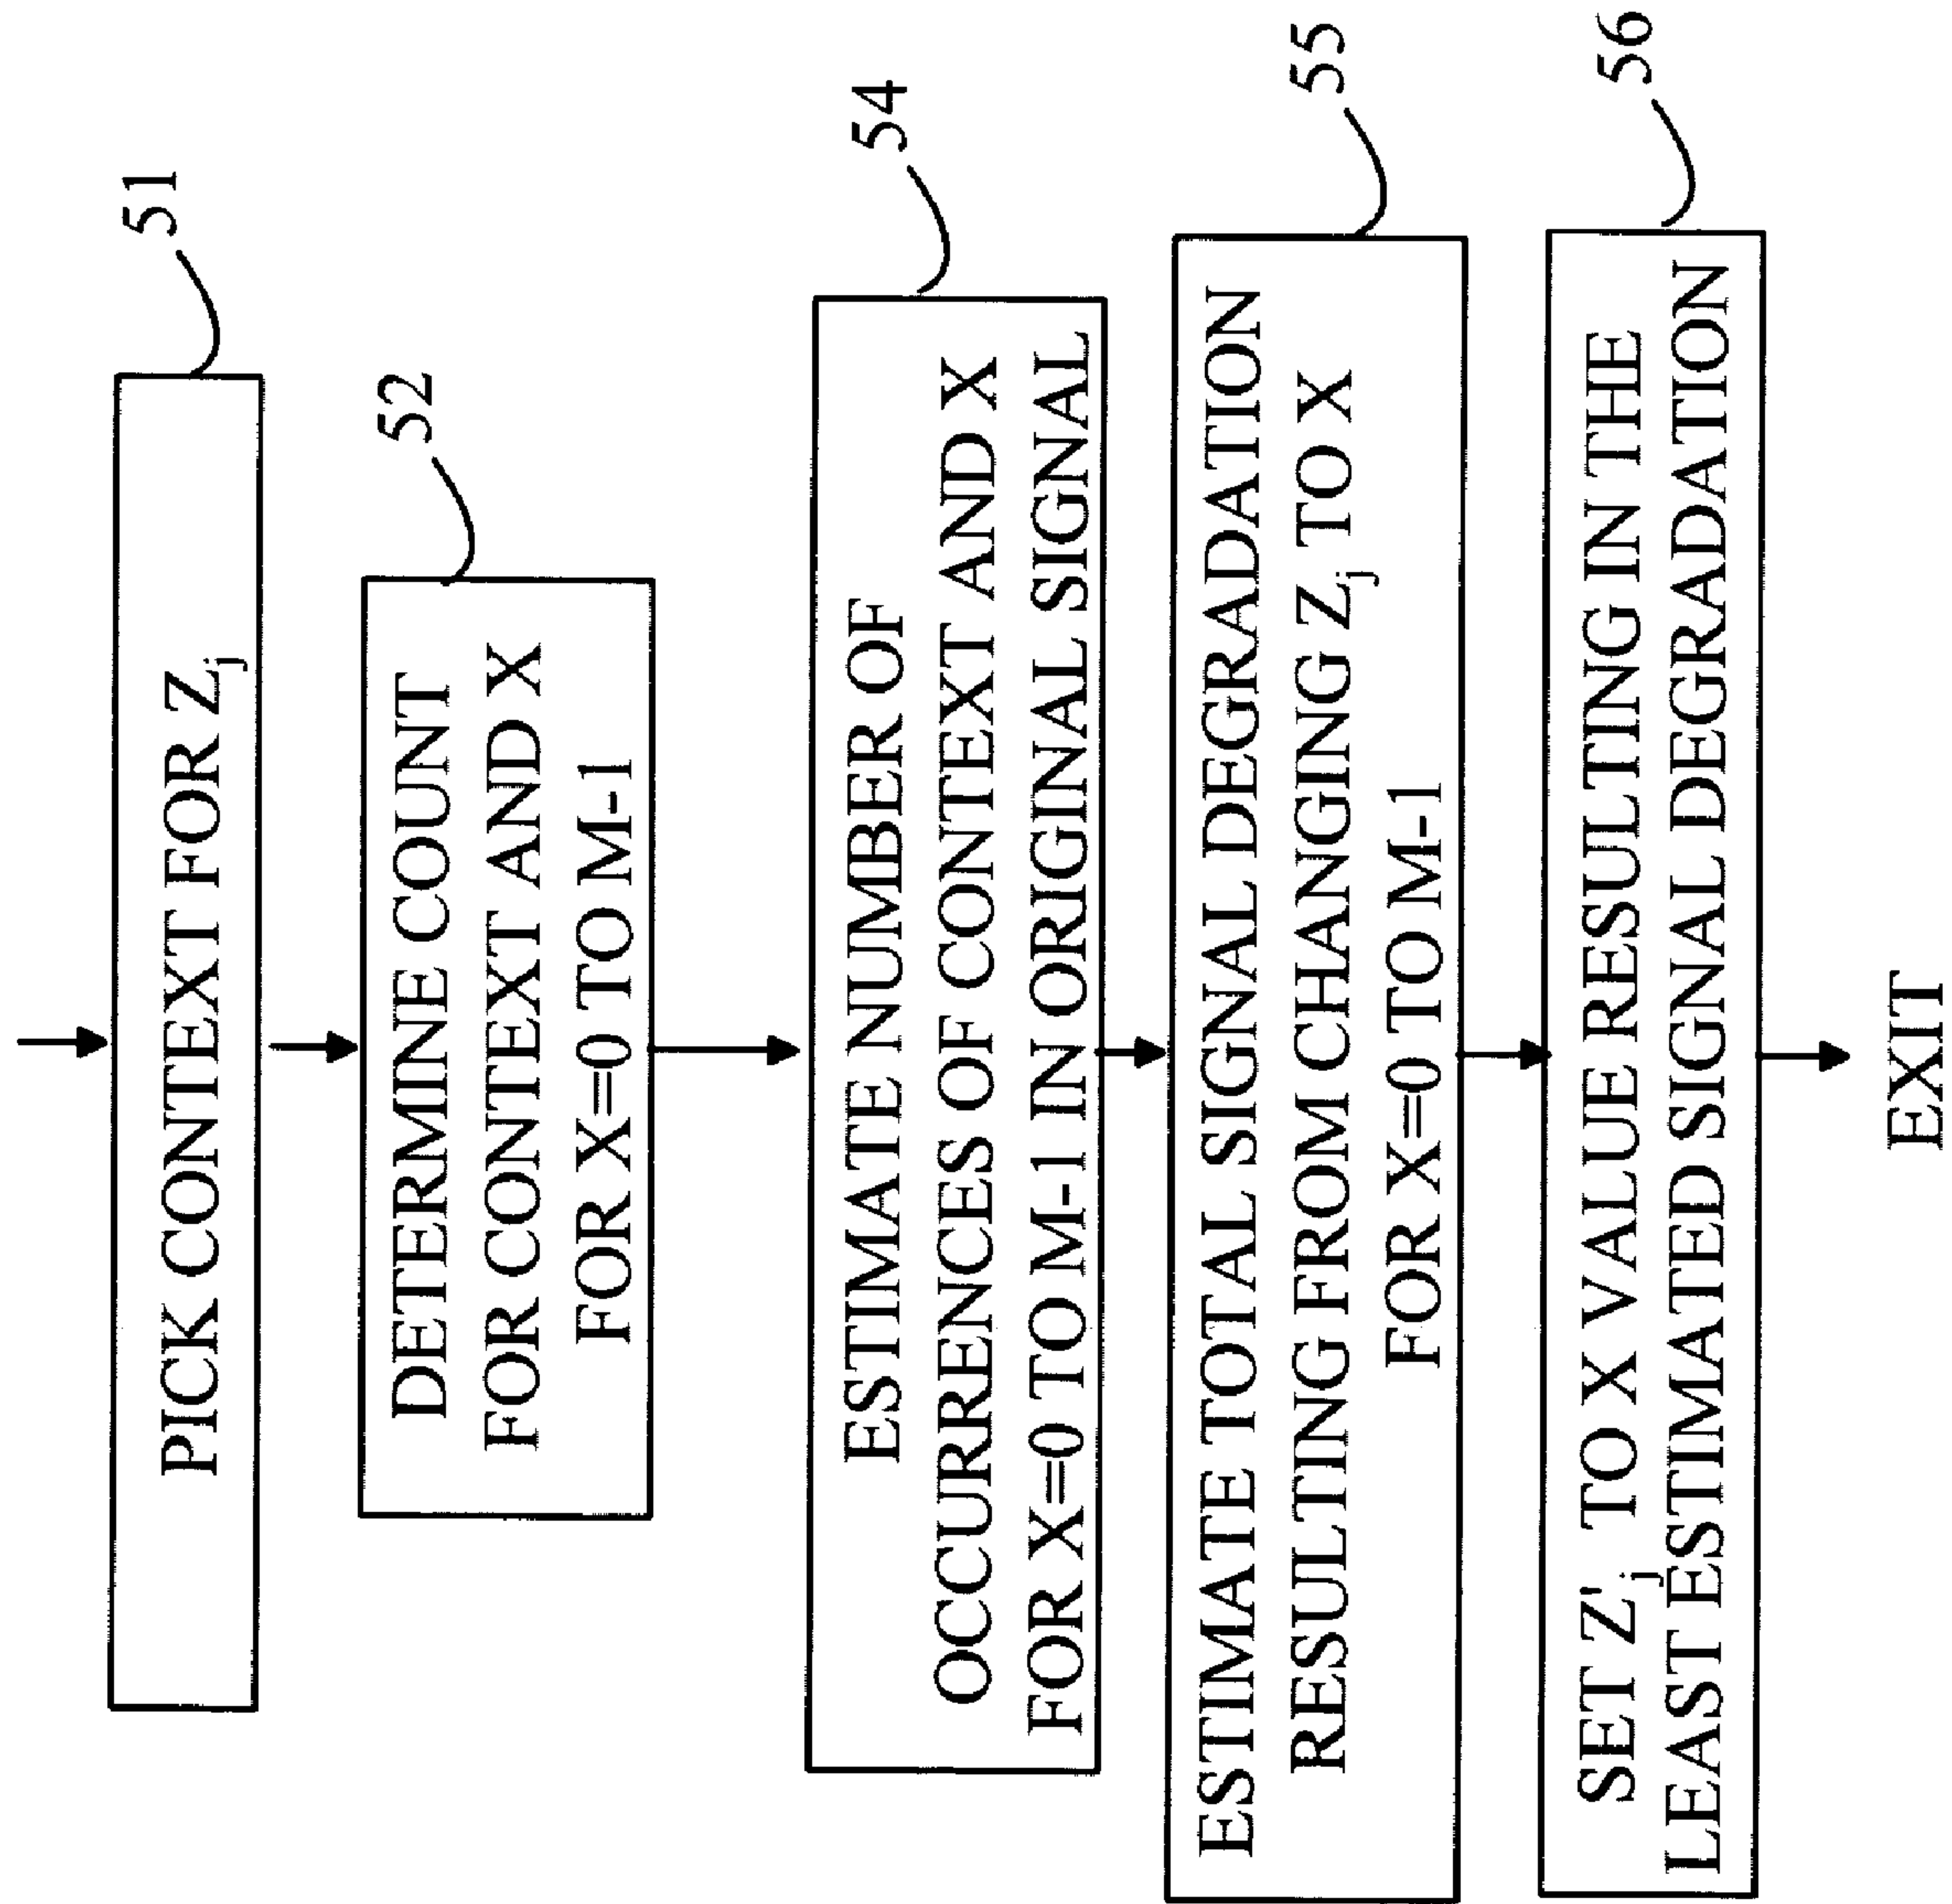 51
PICK CONTEXT FOR Zj
52
DETERMINE COUNT
FOR CONTEXT AND X
FOR X=0 TO M-1
54
ESTIMATE NUMBER OF
OCCURRENCES OF CONTEXT AND X
FOR X=0 TO M-1 IN ORIGINAL SIGNAL
55
ESTIMATE TOTAL SIGNAL DEGRADATION
RESULTING FROM CHANGING Zj TO X
FOR X=0 TO M-1
56
SET Z'j TO X VALUE RESULTING IN THE
LEAST ESTIMATED SIGNAL DEGRADATION
EXIT